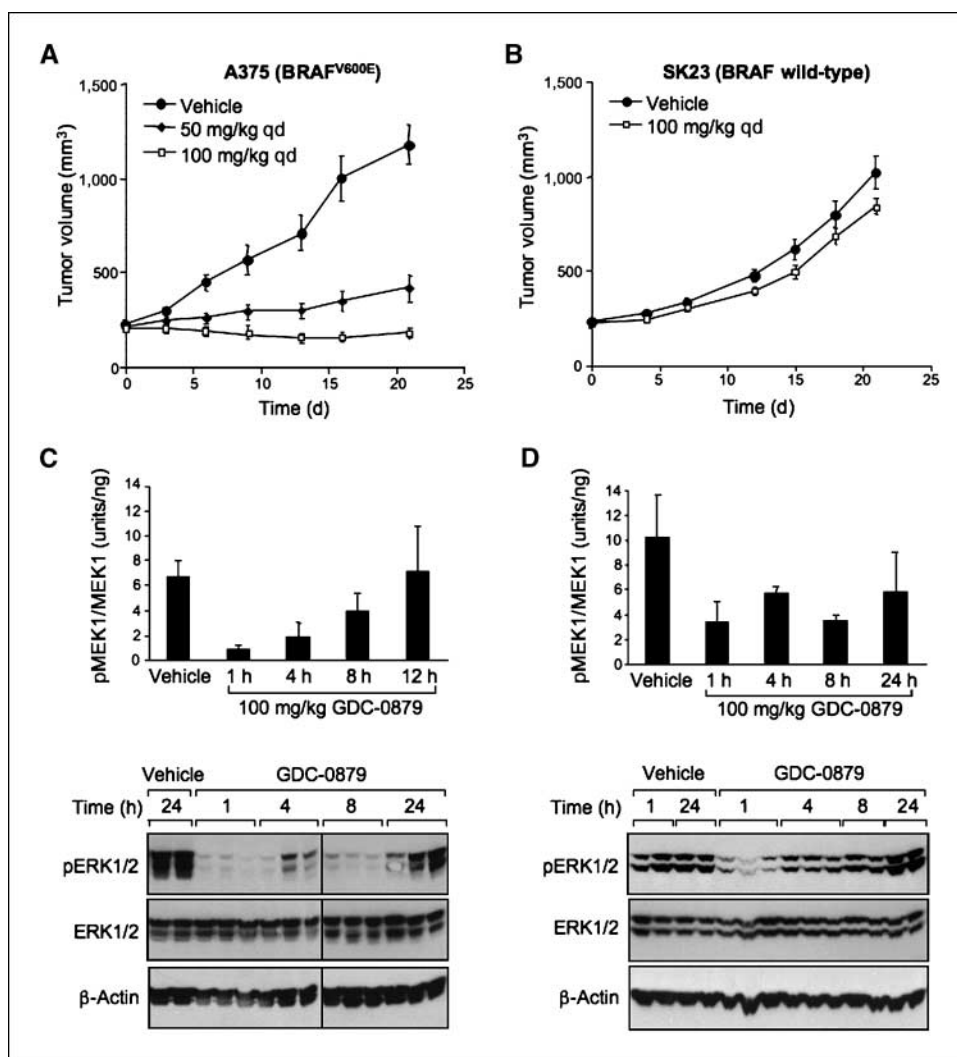 A
A375 (BRAFV600E)
1,500
1,000
500
0
Tumor volume (mm3)
Vehicle
50 mg/kg qd
100 mg/kg qd
0 5 10 15 20 25
Time (d)
B
SK23 (BRAF wild-type)
1,500
1,000
500
0
Tumor volume (mm3)
Vehicle
100 mg/kg qd
0 5 10 15 20 25
Time (d)
C
pMEK1/MEK1 (units/ng)
14
12
10
8
6
4
2
0
Vehicle 1 h 4 h 8 h 12 h
100 mg/kg GDC-0879
Vehicle GDC-0879
Time (h) 24 1 4 8 24
pERK1/2
ERK1/2
β-Actin
D
pMEK1/MEK1 (units/ng)
14
12
10
8
6
4
2
0
Vehicle 1 h 4 h 8 h 24 h
100 mg/kg GDC-0879
Vehicle GDC-0879
Time (h) 1 24 1 4 8 24
pERK1/2
ERK1/2
β-Actin